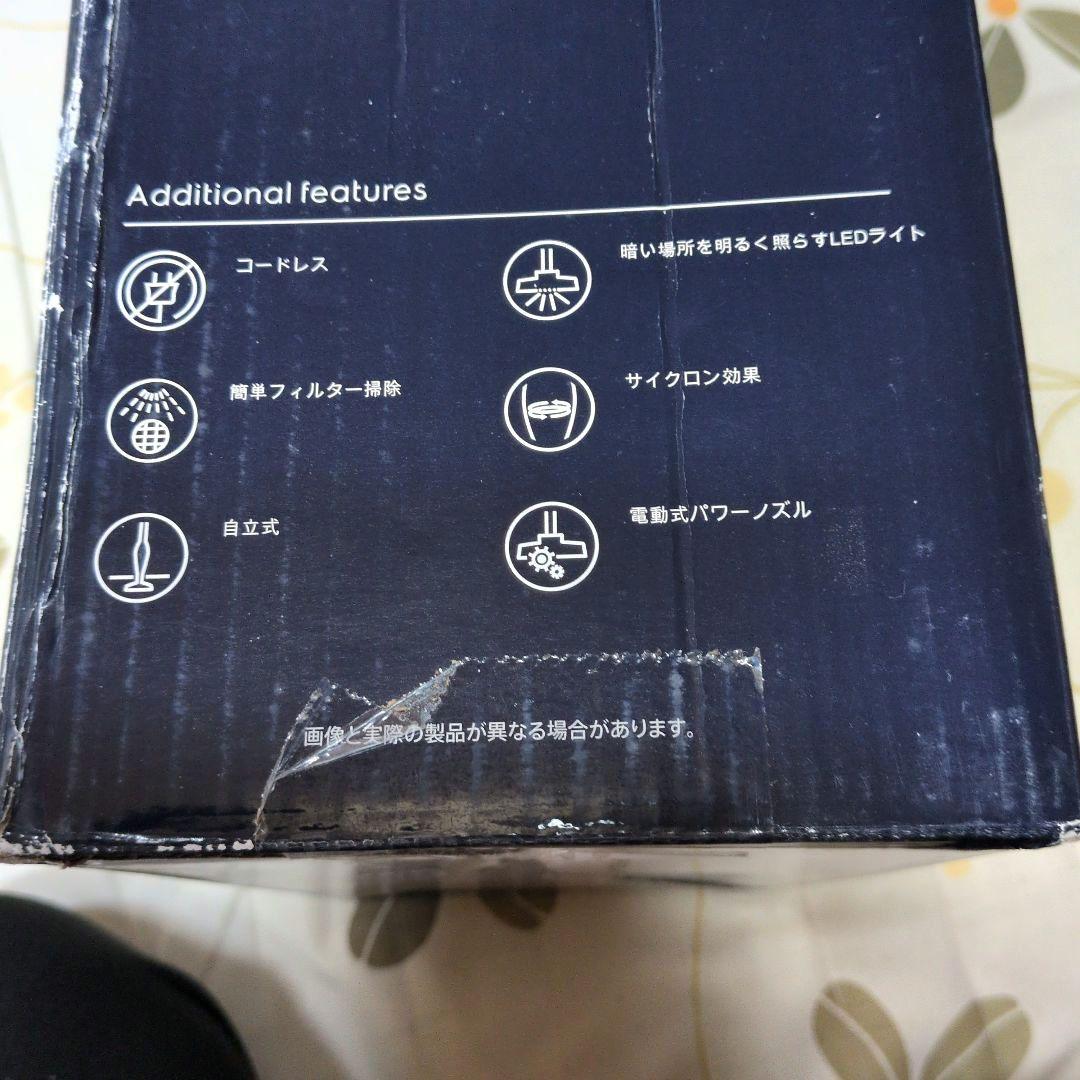 Additional features
コードレス
暗い場所を明るく照らすLEDライト
簡単フィルター掃除
サイクロン効果
自立式
電動式パワーノズル
画像と実際の製品が異なる場合があります。